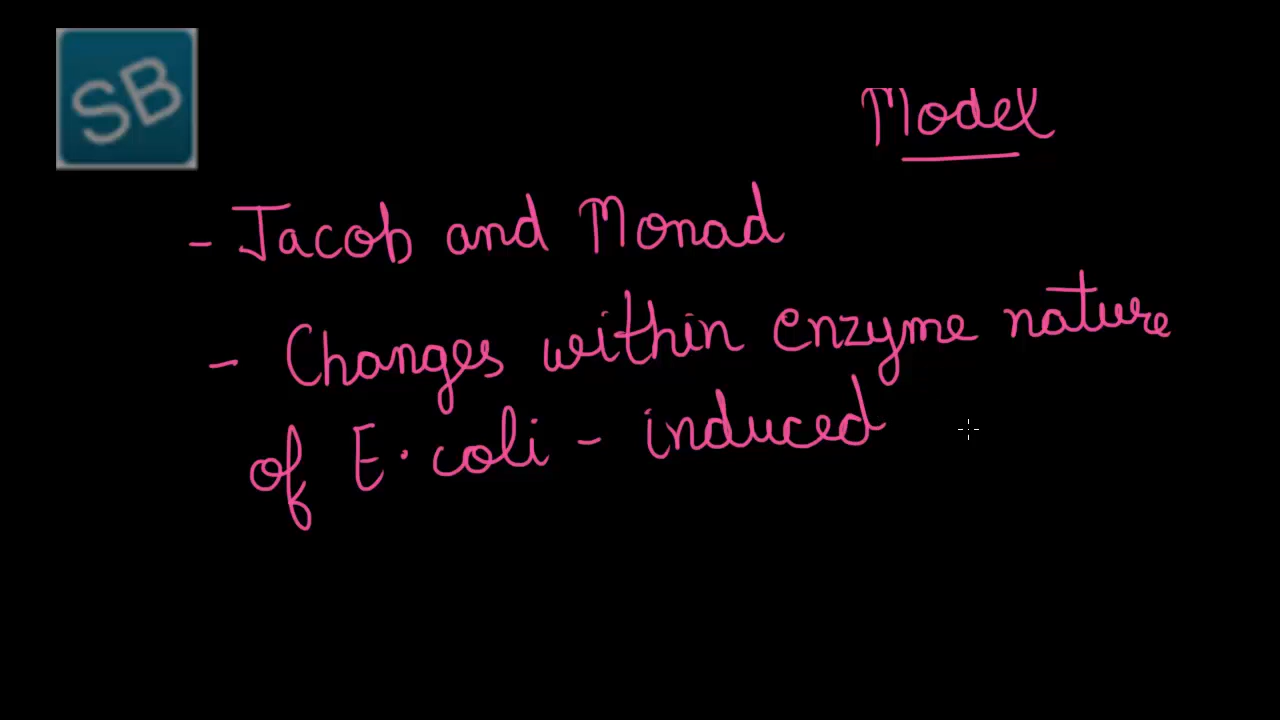 SB
Model
- Jacob and Monad
- Changes within enzyme nature
of E. coli - induced